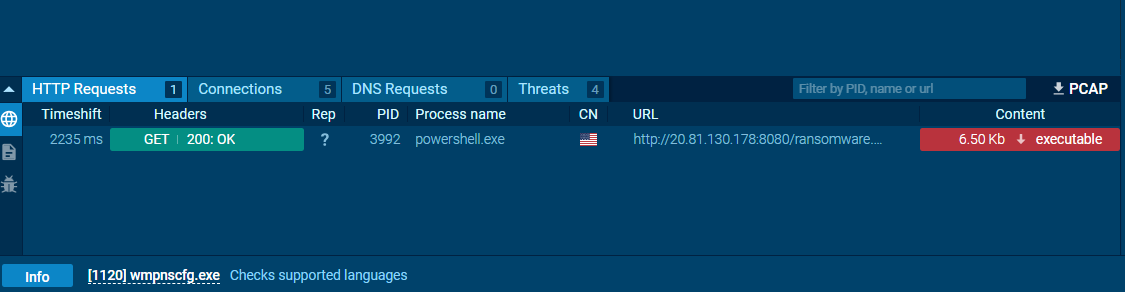 HTTP Requests 1 Connections 5 DNS Requests 0 Threats 4 Filter by PID, name or url PCAP
Timeshift Headers Rep PID Process name CN URL Content
2235 ms GET 200: OK ? 3992 powershell.exe http://20.81.130.178:8080/ransomware.... 6.50 Kb executable
Info [1120] wmpnscfg.exe Checks supported languages